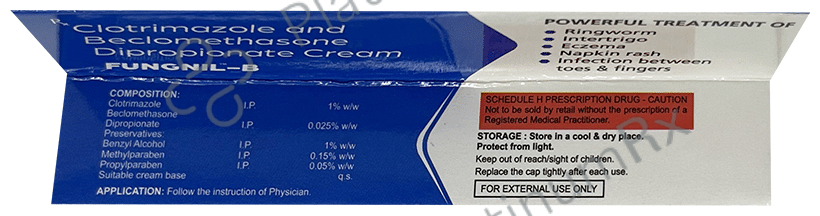 Rx
Clotrimazole and
Beclomethasone
Dipropionate Cream
FUNGNIL-B
POWERFUL TREATMENT OF
• Ringworm
• Intertrigo
• Eczema
• Napkin rash
• Infection between
toes & fingers
COMPOSITION:
Clotrimazole I.P. 1% w/w
Beclomethasone
Dipropionate I.P. 0.025% w/w
Preservatives:
Benzyl Alcohol I.P. 1% w/w
Methylparaben I.P. 0.15% w/w
Propylparaben I.P. 0.05% w/w
Suitable cream base q.s.
APPLICATION: Follow the instruction of Physician.
SCHEDULE H PRESCRIPTION DRUG - CAUTION
Not to be sold by retail without the prescription of a
Registered Medical Practitioner.
STORAGE : Store in a cool & dry place.
Protect from light.
Keep out of reach/sight of children.
Replace the cap tightly after each use.
FOR EXTERNAL USE ONLY
PlatinumRx